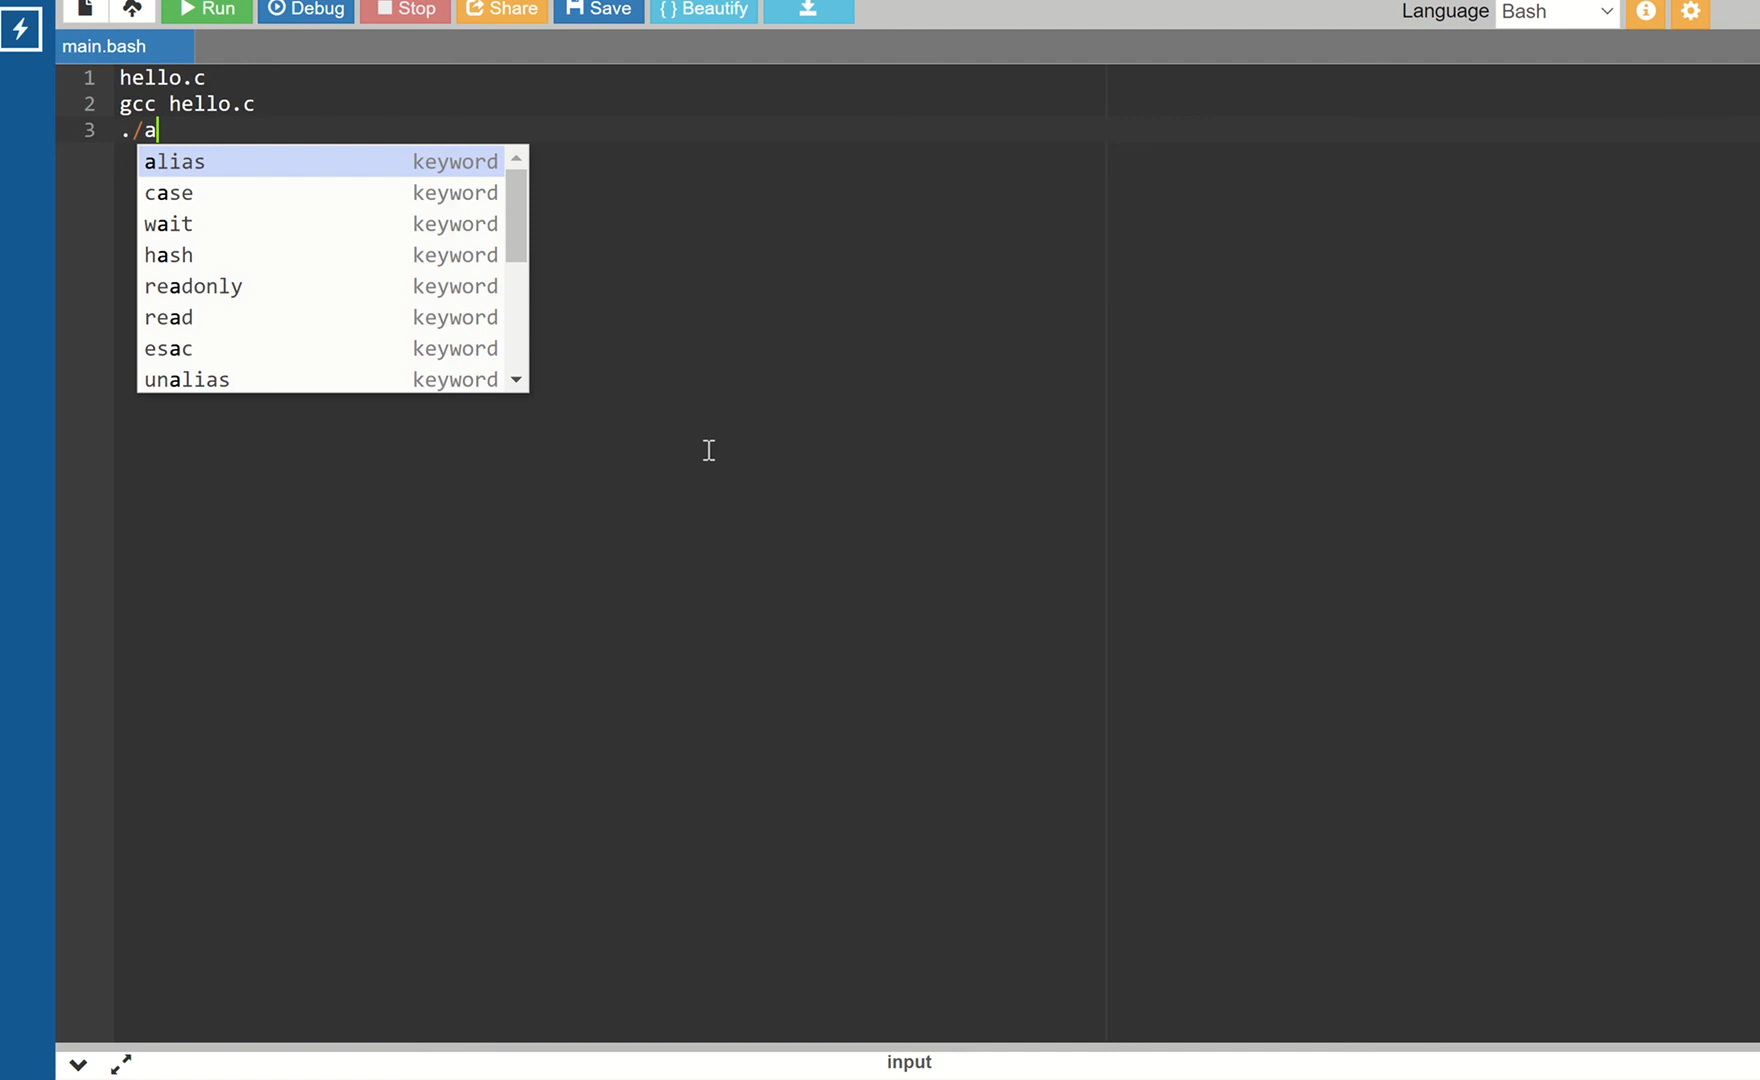 Run Debug Stop Share Save { } Beautify Language Bash
main.bash
1 hello.c
2 gcc hello.c
3 ./a
alias keyword
case keyword
wait keyword
hash keyword
readonly keyword
read keyword
esac keyword
unalias keyword
input